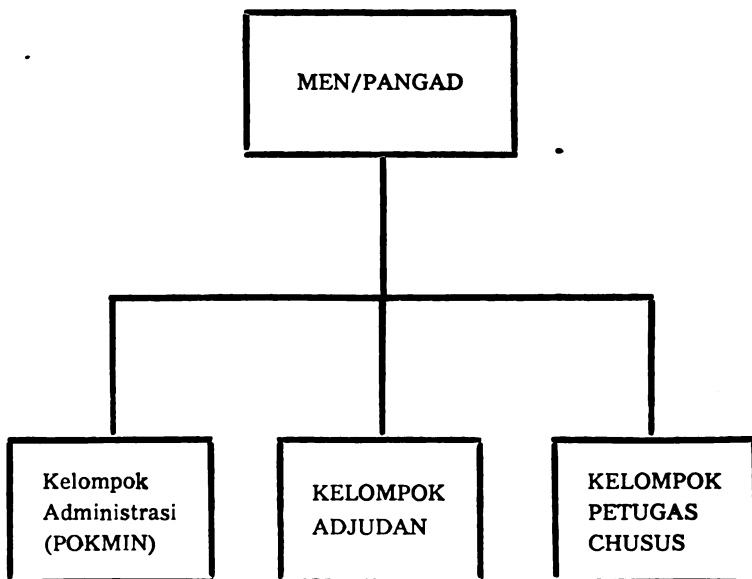 MEN/PANGAD
Kelompok
Administrasi
(POKMIN)
KELOMPOK
ADJUDAN
KELOMPOK
PETUGAS
CHUSUS